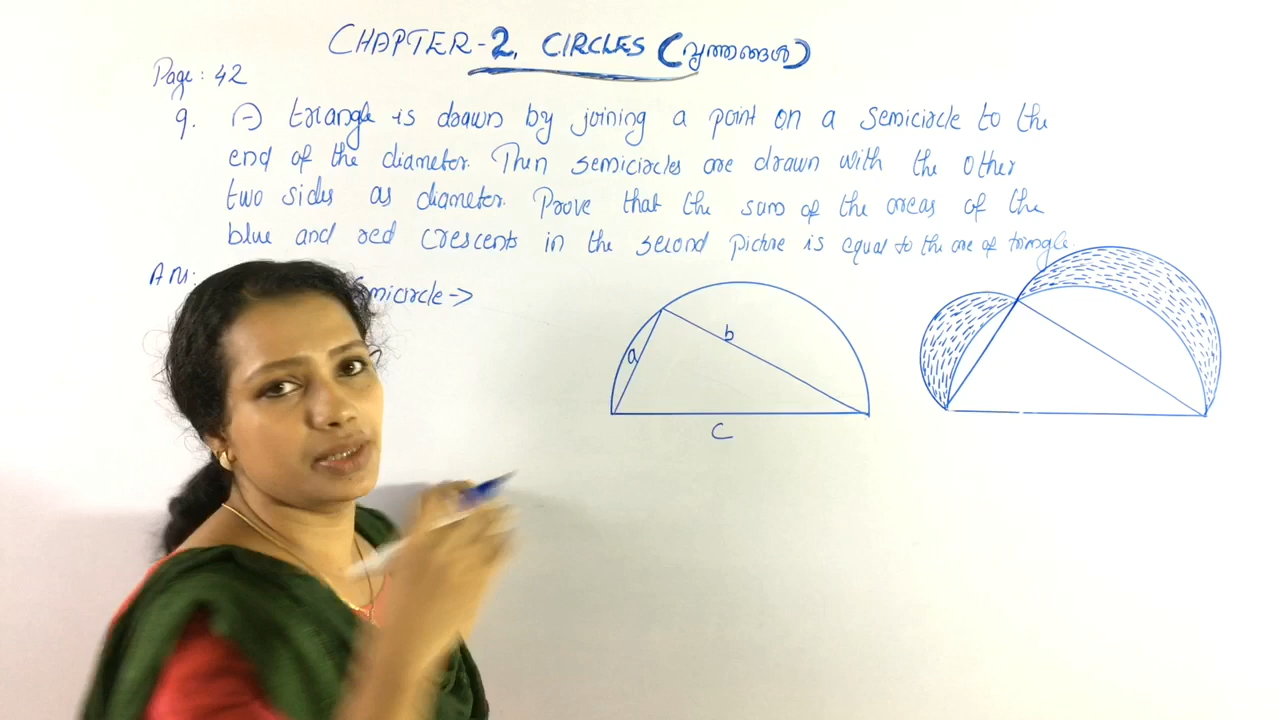 CHAPTER-2. CIRCLES (വൃത്തങ്ങൾ)
Page: 42
9. A triangle is drawn by joining a point on a semicircle to the
end of the diameter. Then semicircles are drawn with the other
two sides as diameter. Prove that the sum of the areas of the
blue and red crescents in the second picture is equal to the are of triangle.
Ans:
semicircle →
a
b
c